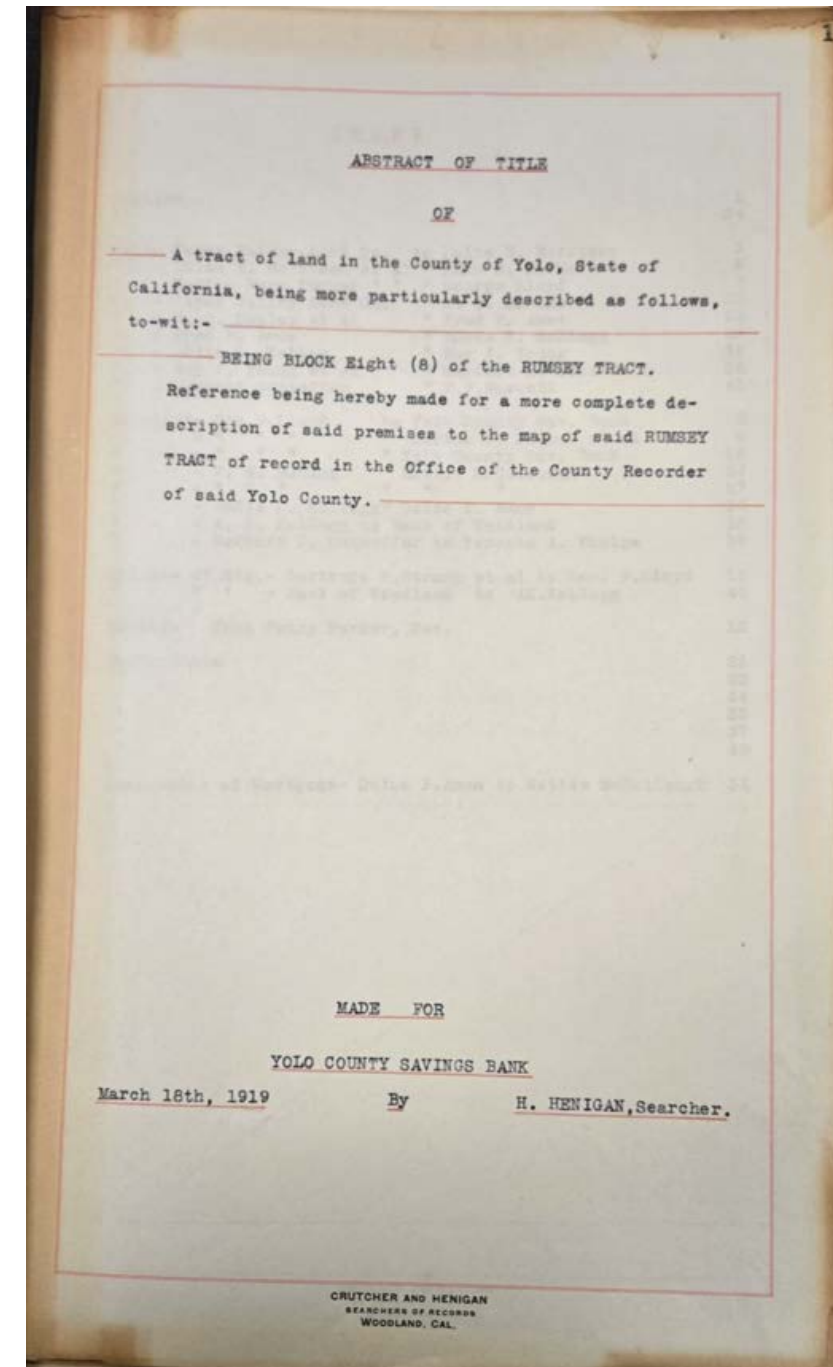 1
ABSTRACT OF TITLE
OF
A tract of land in the County of Yolo, State of
California, being more particularly described as follows,
to-wit:-
BEING BLOCK Eight (8) of the RUMSEY TRACT.
Reference being hereby made for a more complete de-
scription of said premises to the map of said RUMSEY
TRACT of record in the Office of the County Recorder
of said Yolo County.
MADE FOR
YOLO COUNTY SAVINGS BANK
March 18th, 1919 By H. HENIGAN,Searcher.
CRUTCHER AND HENIGAN
SEARCHERS OF RECORDS
WOODLAND, CAL.